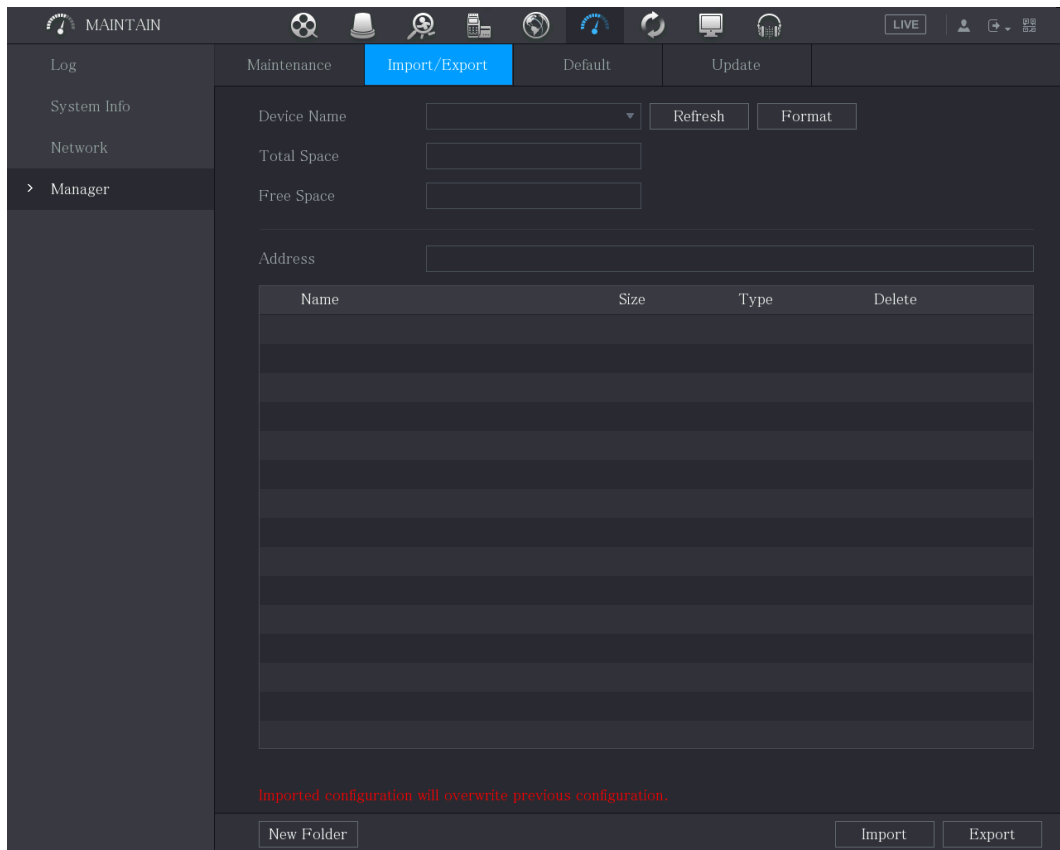 MAINTAIN LIVE
Log
System Info
Network
Manager
Maintenance Import/Export Default Update
Device Name Refresh Format
Total Space
Free Space
Address
Name Size Type Delete
Imported configuration will overwrite previous configuration.
New Folder Import Export